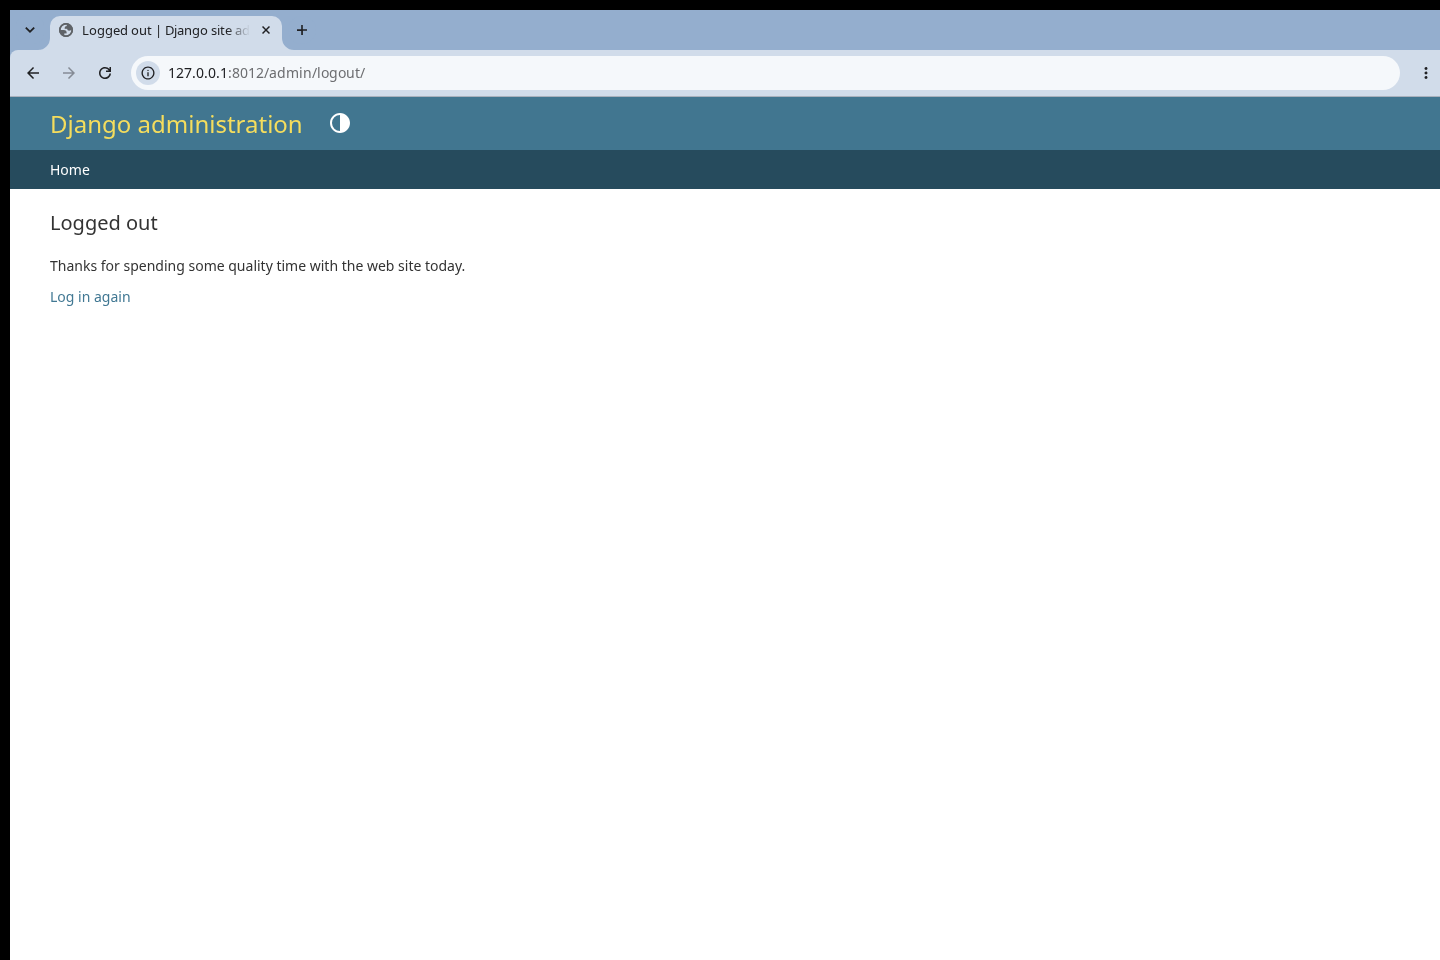 Logged out | Django site ad
127.0.0.1:8012/admin/logout/
Django administration
Home
Logged out
Thanks for spending some quality time with the web site today.
Log in again